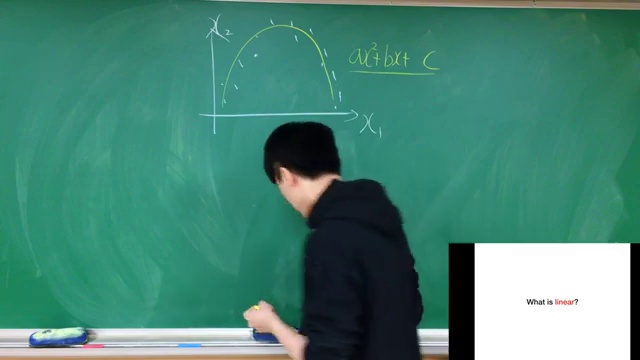 x₂
ax²+bx+ c
x₁
What is linear?